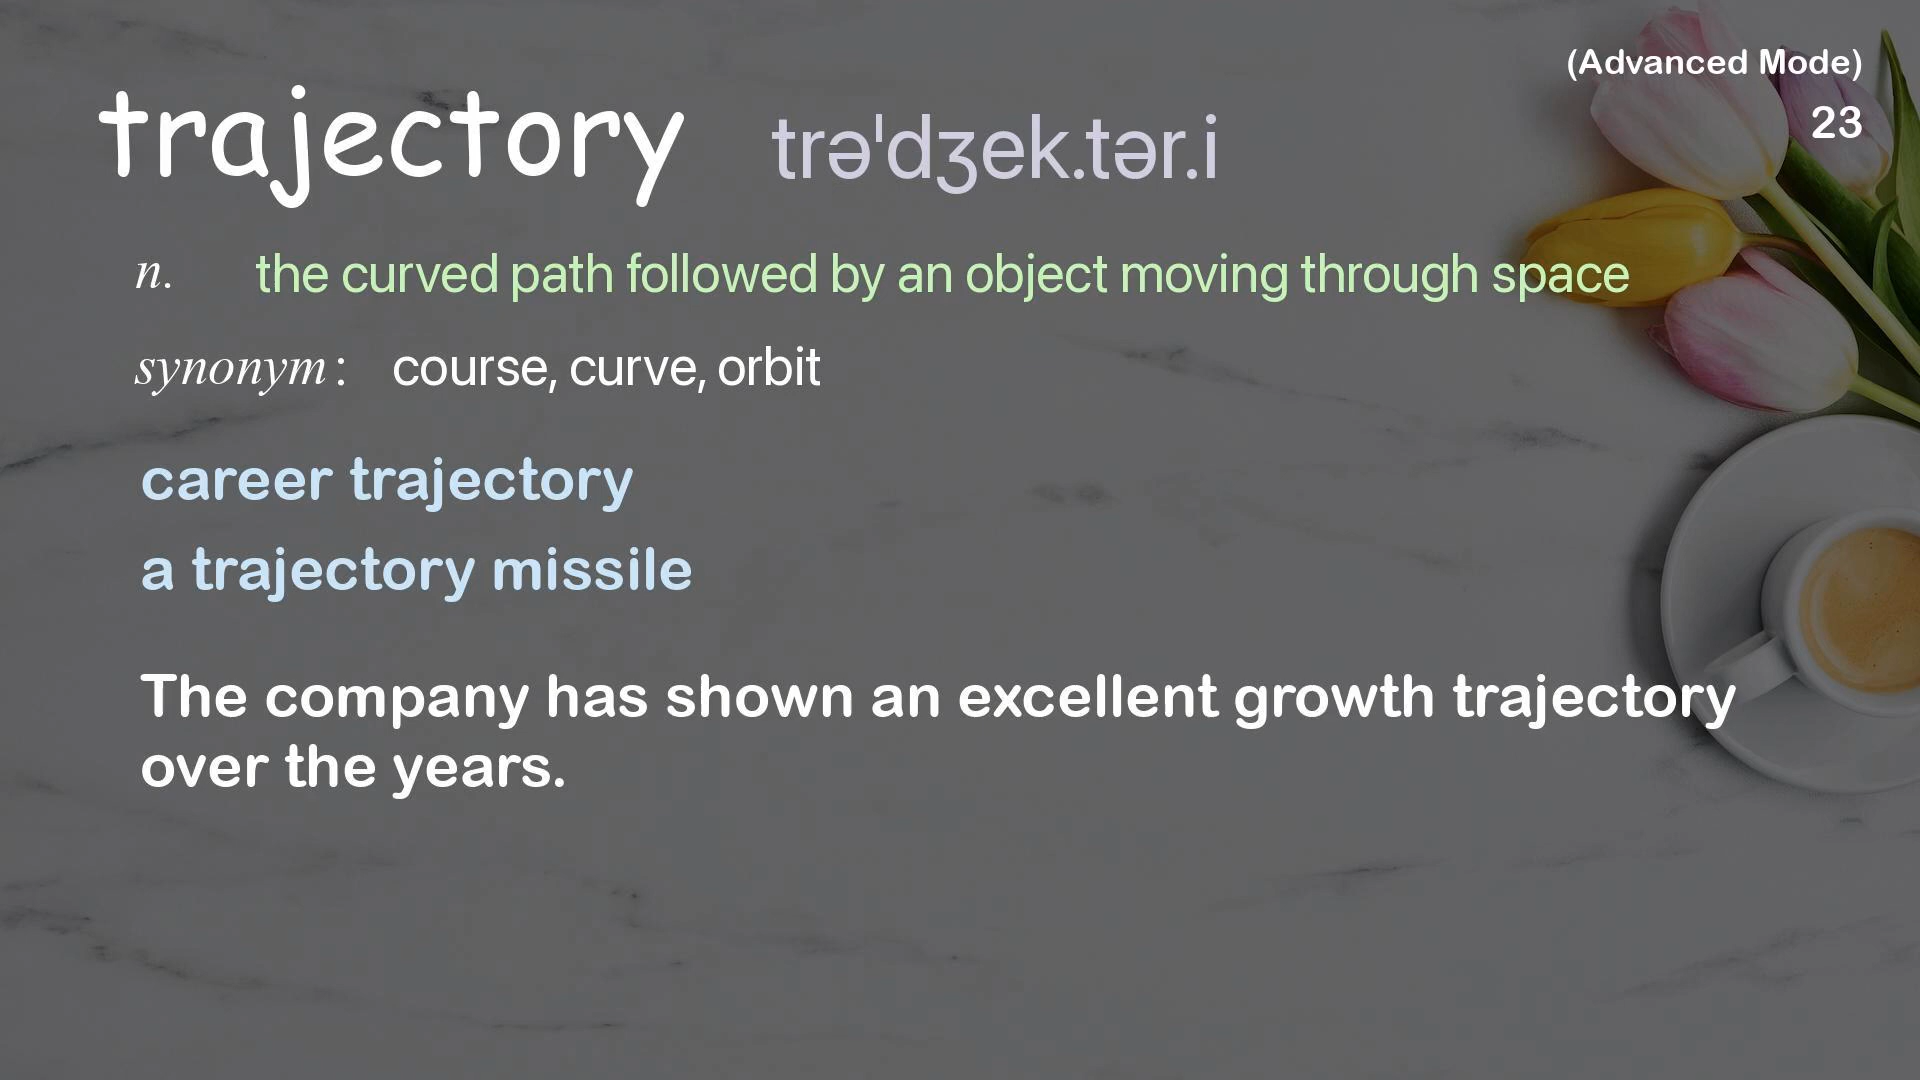 (Advanced Mode)
23
trajectory trəˈdʒek.tər.i
n. the curved path followed by an object moving through space
synonym: course, curve, orbit
career trajectory
a trajectory missile
The company has shown an excellent growth trajectory
over the years.